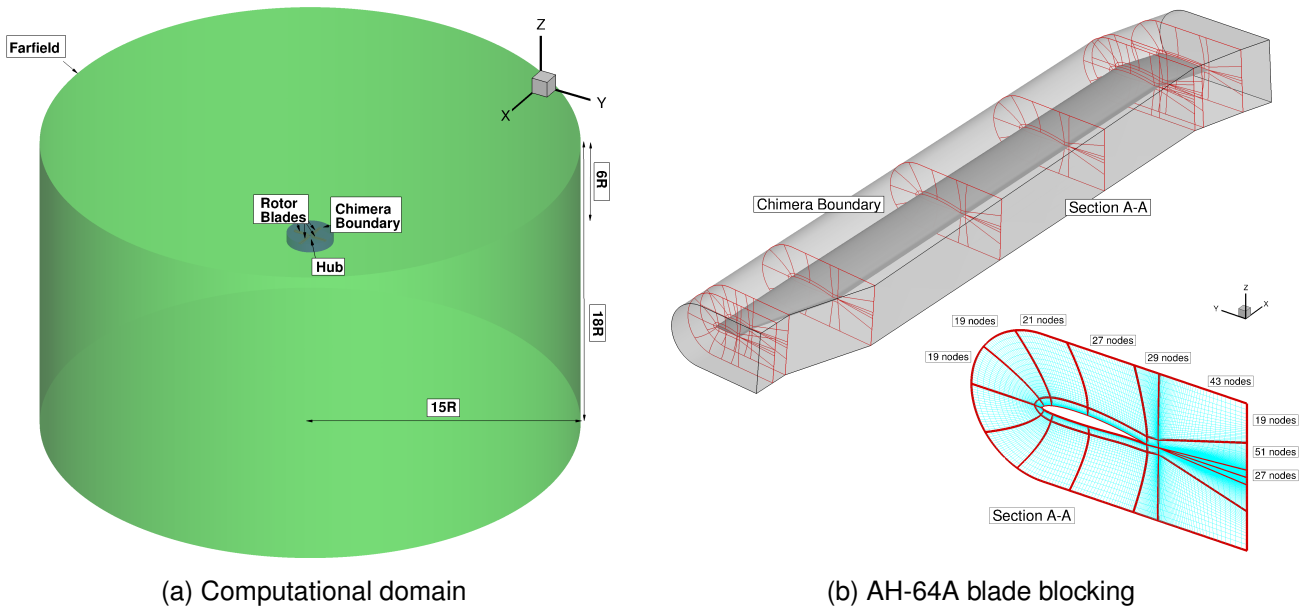 Farfield
Z
Y
X
6R
Rotor
Blades
Chimera
Boundary
Hub
18R
15R
(a) Computational domain
Chimera Boundary
Section A-A
Z
Y
X
19 nodes
21 nodes
27 nodes
19 nodes
29 nodes
43 nodes
19 nodes
51 nodes
27 nodes
Section A-A
(b) AH-64A blade blocking